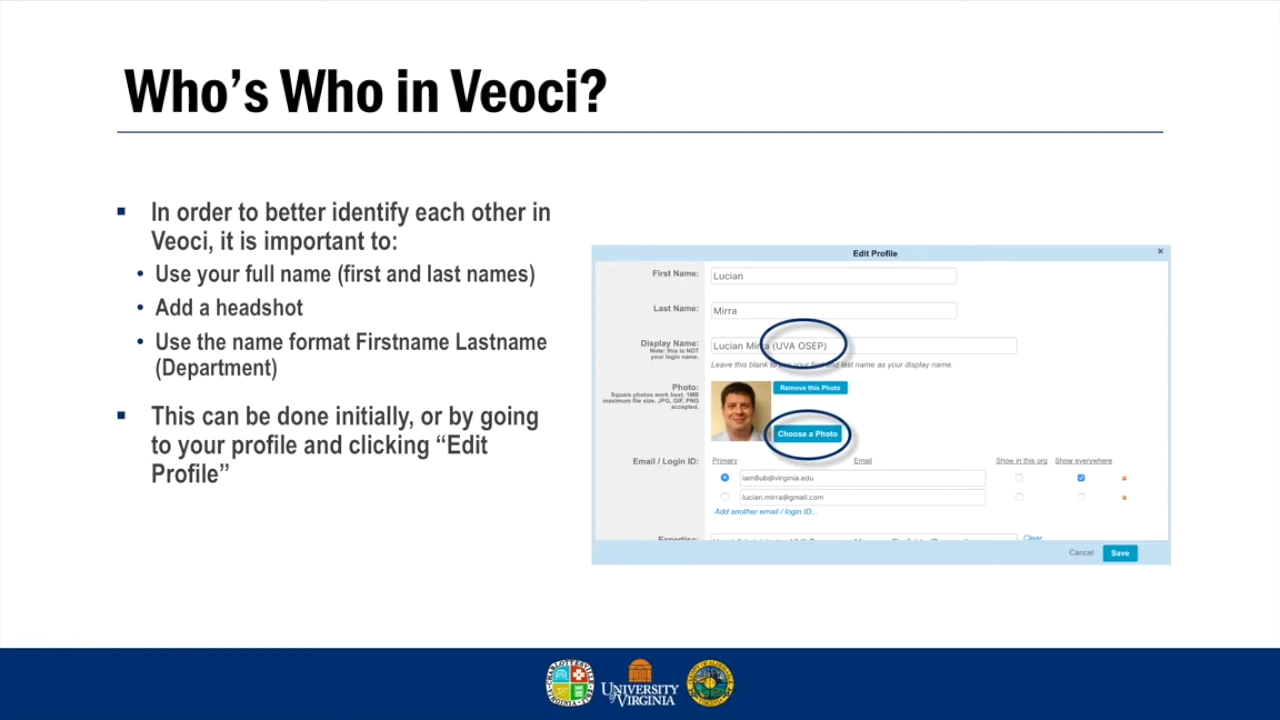 Who's Who in Veoci?
In order to better identify each other in
Veoci, it is important to:
Use your full name (first and last names)
Add a headshot
Use the name format Firstname Lastname
(Department)
This can be done initially, or by going
to your profile and clicking “Edit
Profile”
Edit Profile
First Name:
Lucian
Last Name:
Mirra
Display Name:
Note: this is NOT
your login name.
Lucian Mirra (UVA OSEP)
Leave this blank to use your first and last name as your display name.
Photo:
Square photos work best. 1MB
maximum file size. JPG, GIF, PNG
accepted.
Remove this Photo
Choose a Photo
Email / Login ID:
Primary Email Show in this org Show everywhere
lam8ub@virginia.edu
lucian.mirra@gmail.com
Add another email / login ID...
Expertise:
Clear
Cancel Save
UNIVERSITY
of VIRGINIA